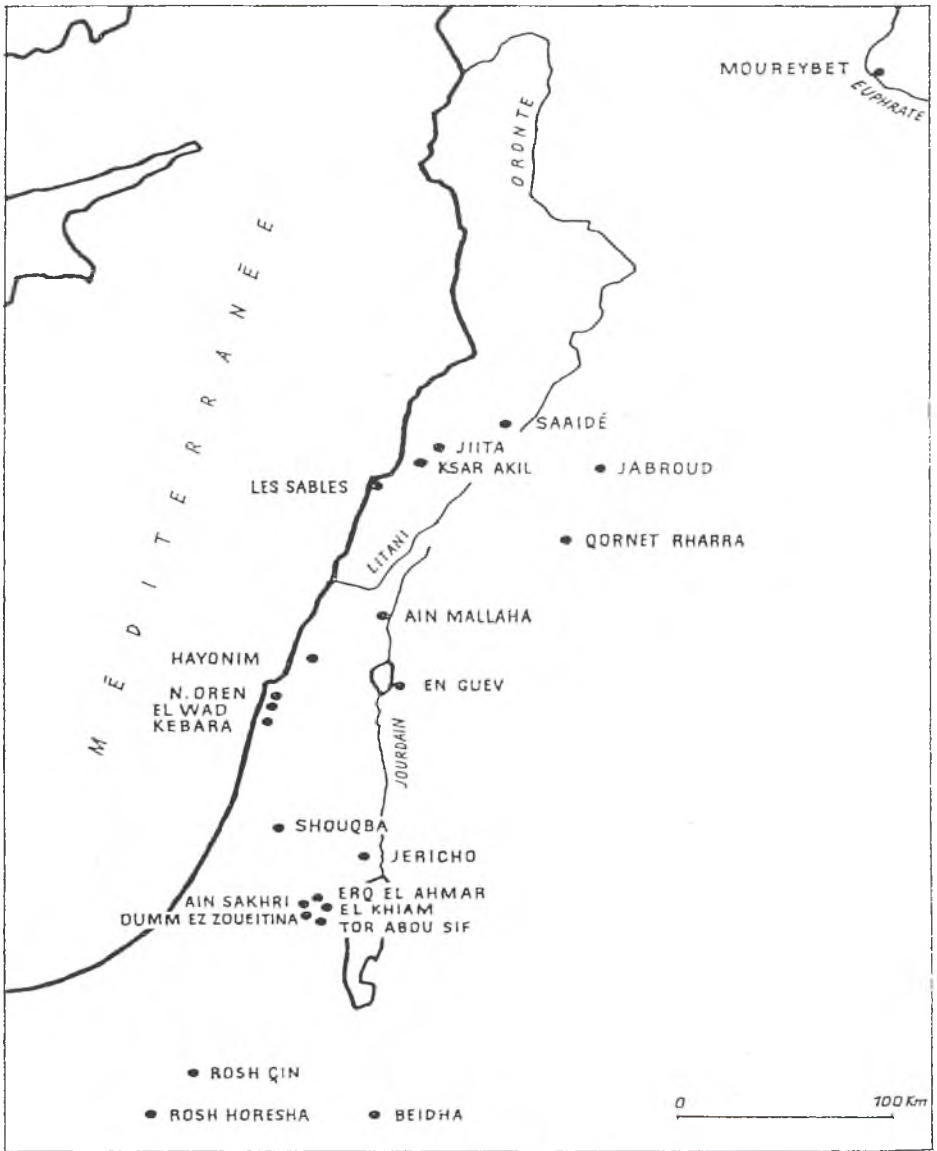 MOUREYBET
EUPHRATE
ORONTE
MÉDITERRANÉE
SAAIDÉ
JIITA
KSAR AKIL
JABROUD
LES SABLES
QORNET RHARRA
LITANI
AIN MALLAHA
HAYONIM
EN GUEV
N. OREN
EL WAD
KEBARA
JOURDAIN
SHOUQBA
JERICHO
ERQ EL AHMAR
AIN SAKHRI
EL KHIAM
OUMM EZ ZOUEITINA
TOR ABOU SIF
ROSH ÇIN
ROSH HORESHA
BEIDHA
0 100 Km